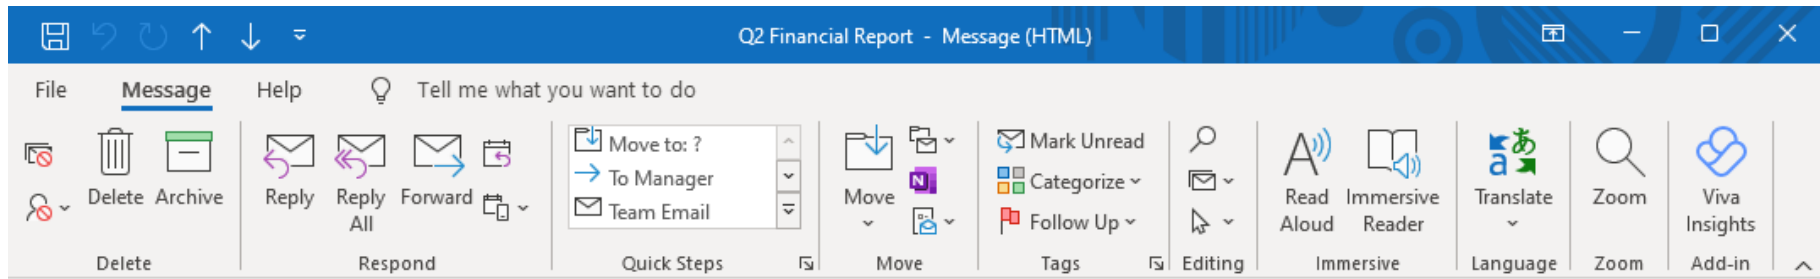 Q2 Financial Report - Message (HTML)
File Message Help Tell me what you want to do
Delete Archive
Delete
Reply Reply All Forward
Respond
Move to: ?
To Manager
Team Email
Quick Steps
Move
N
Move
Mark Unread
Categorize
Follow Up
Tags
Editing
Read Aloud Immersive Reader
Immersive
aあ
Translate
Language
Zoom
Zoom
Viva Insights
Add-in